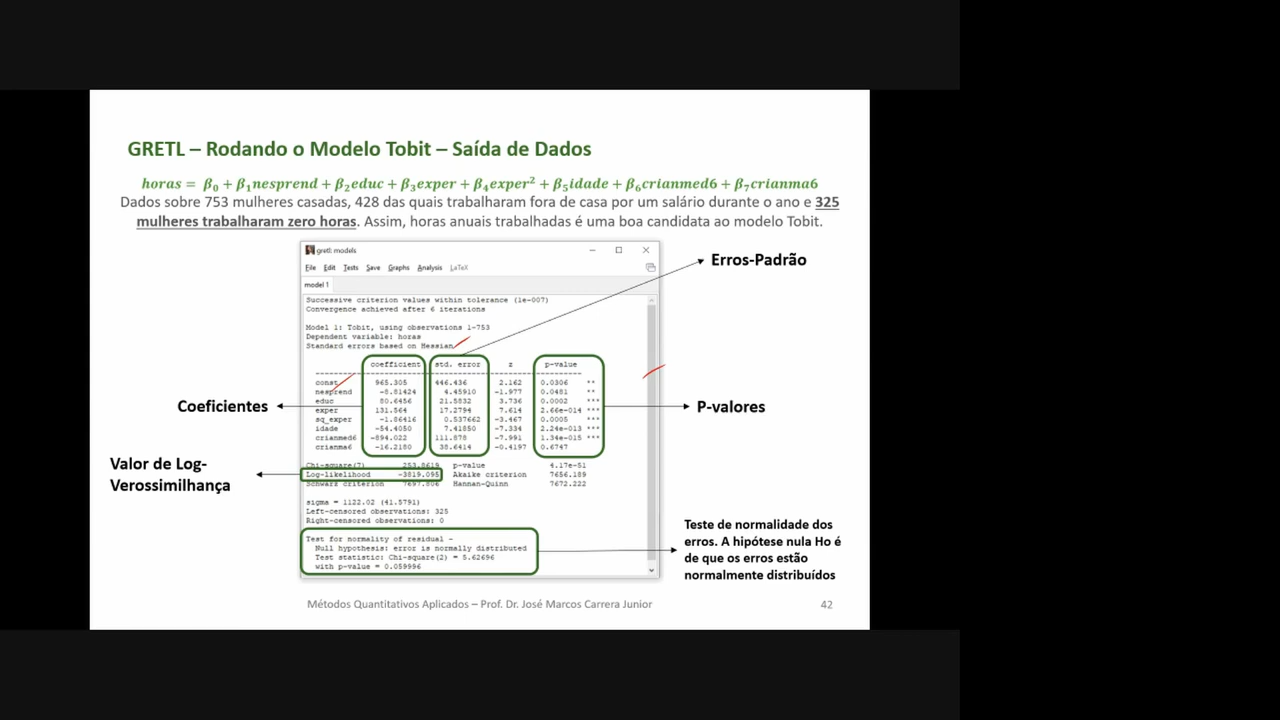 GRETL – Rodando o Modelo Tobit – Saída de Dados
horas = β₀ + β₁nesprend + β₂educ + β₃exper + β₄exper² + β₅idade + β₆crianmed6 + β₇crianma6
Dados sobre 753 mulheres casadas, 428 das quais trabalharam fora de casa por um salário durante o ano e 325
mulheres trabalharam zero horas. Assim, horas anuais trabalhadas é uma boa candidata ao modelo Tobit.
gretl: models
File Edit Tests Save Graphs Analysis LaTeX
model 1
Successive criterion values within tolerance (1e-007)
Convergence achieved after 6 iterations
Model 1: Tobit, using observations 1-753
Dependent variable: horas
Standard errors based on Hessian
coefficient std. error z p-value
const 965.305 446.436 2.162 0.0306 **
nesprend -8.81424 4.45910 -1.977 0.0481 **
educ 80.6456 21.5832 3.736 0.0002 ***
exper 131.564 17.2794 7.614 2.66e-014 ***
sq_exper -1.86416 0.537662 -3.467 0.0005 ***
idade -54.4050 7.41850 -7.334 2.24e-013 ***
crianmed6 -894.022 111.878 -7.991 1.34e-015 ***
crianma6 -16.2180 38.6414 -0.4197 0.6747
Chi-square(7) 253.8619 p-value 4.17e-51
Log-likelihood -3819.095 Akaike criterion 7656.189
Schwarz criterion 7697.806 Hannan-Quinn 7672.222
sigma = 1122.02 (41.5791)
Left-censored observations: 325
Right-censored observations: 0
Test for normality of residual -
Null hypothesis: error is normally distributed
Test statistic: Chi-square(2) = 5.62696
with p-value = 0.059996
Erros-Padrão
Coeficientes
P-valores
Valor de Log-
Verossimilhança
Teste de normalidade dos
erros. A hipótese nula Ho é
de que os erros estão
normalmente distribuídos
Métodos Quantitativos Aplicados – Prof. Dr. José Marcos Carrera Junior
42